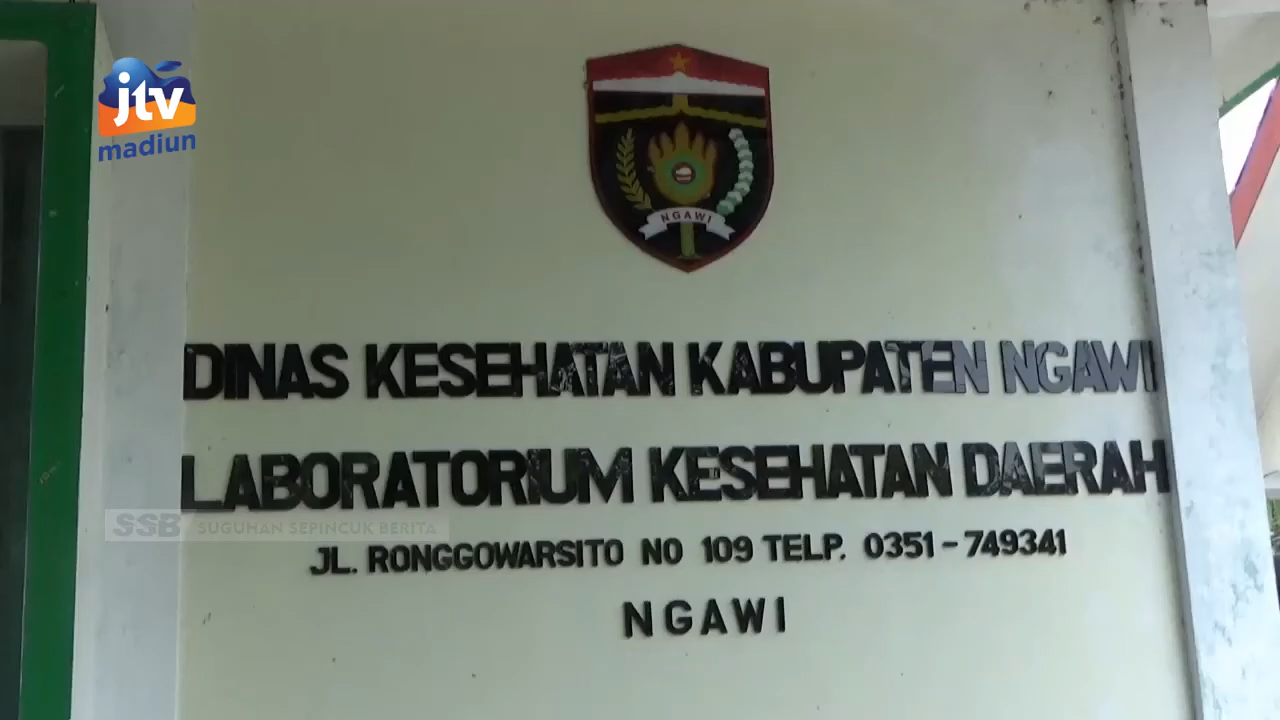 jtv
madiun
NGAWI
DINAS KESEHATAN KABUPATEN NGAWI
LABORATORIUM KESEHATAN DAERAH
SSB SUGUHAN SEPINCUK BERITA
JL. RONGGOWARSITO NO 109 TELP. 0351-749341
NGAWI